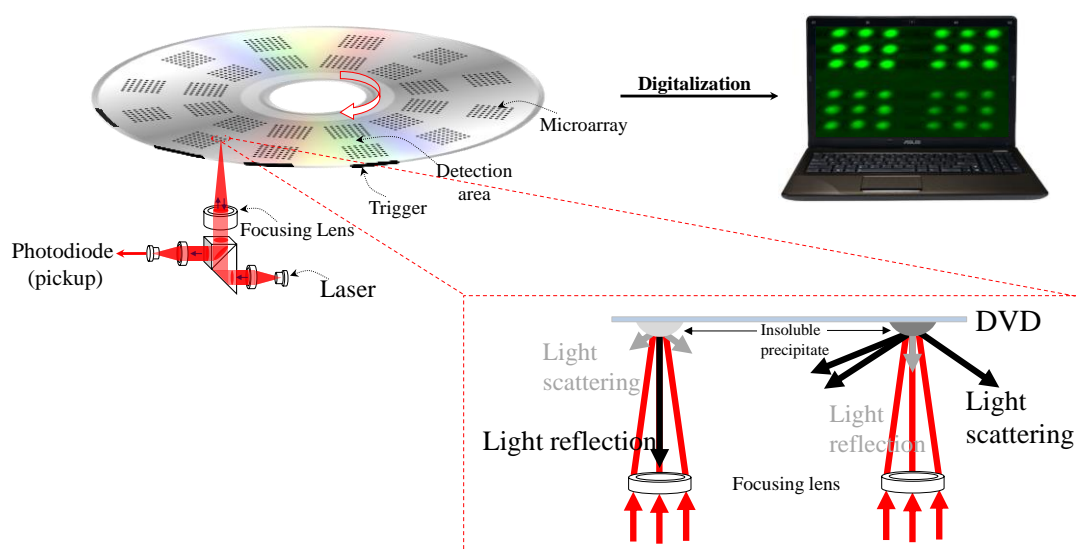 Digitalization
Microarray
Detection
area
Trigger
Focusing Lens
Photodiode
(pickup)
Laser
ASUS
DVD
Insoluble
precipitate
Light
scattering
Light reflection
Light
reflection
Light
scattering
Focusing lens